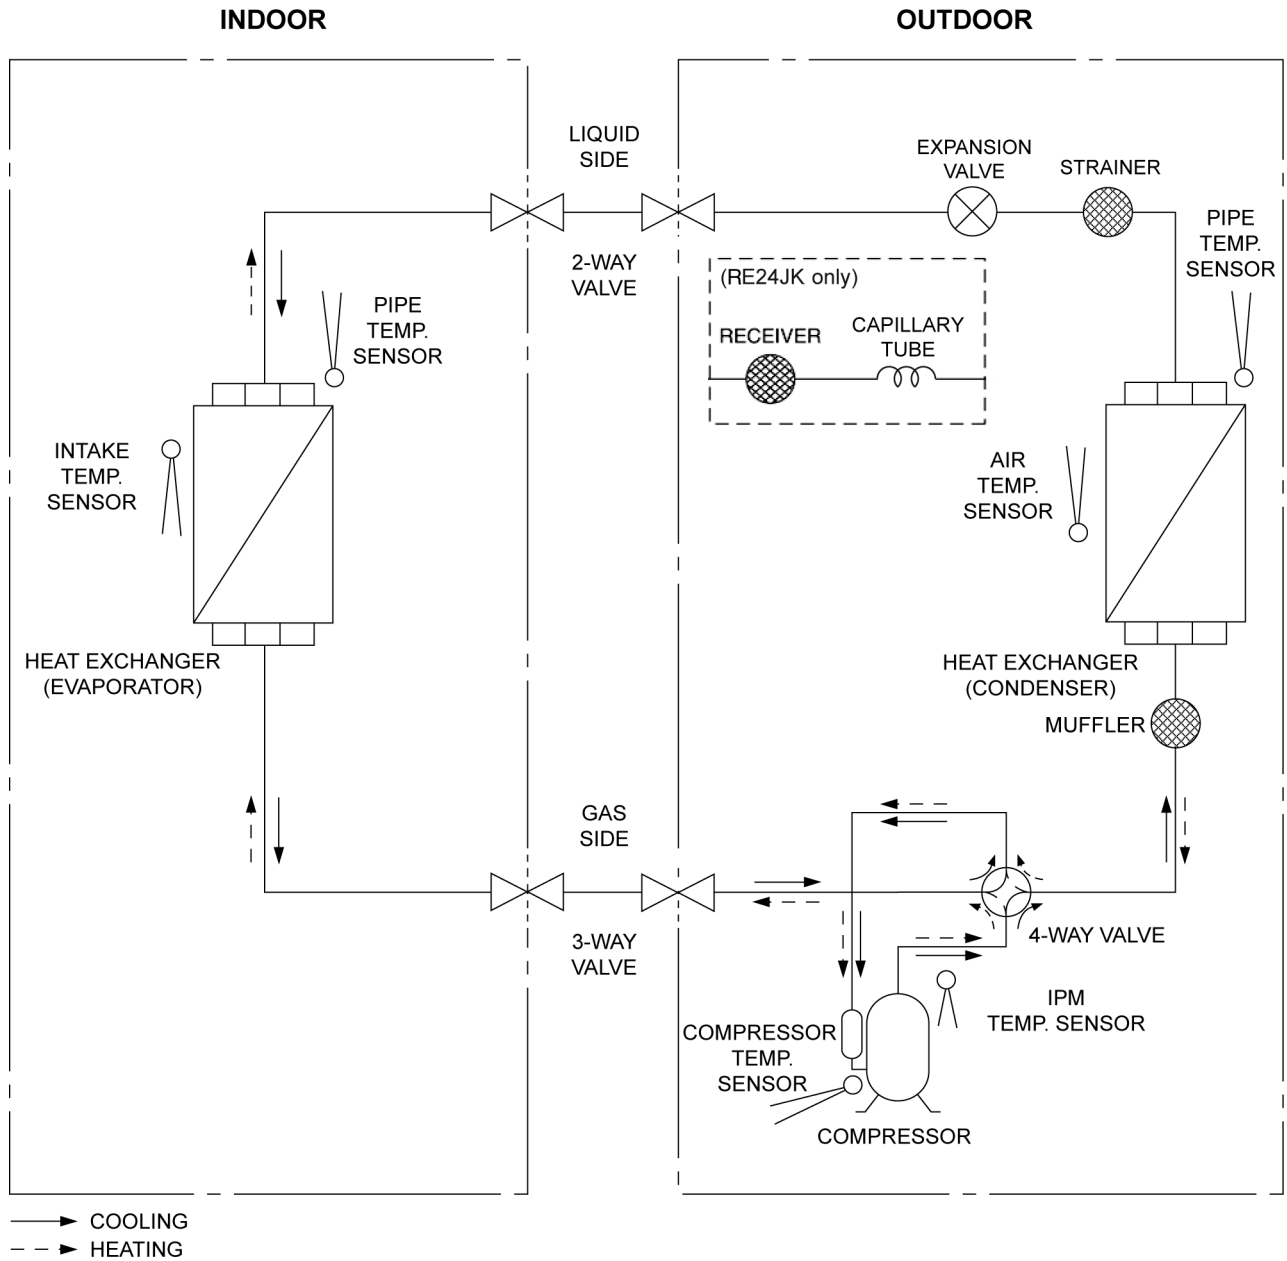 INDOOR
OUTDOOR
LIQUID
SIDE
EXPANSION
VALVE
STRAINER
2-WAY
VALVE
PIPE
TEMP.
SENSOR
(RE24JK only)
RECEIVER
CAPILLARY
TUBE
PIPE
TEMP.
SENSOR
INTAKE
TEMP.
SENSOR
AIR
TEMP.
SENSOR
HEAT EXCHANGER
(EVAPORATOR)
HEAT EXCHANGER
(CONDENSER)
MUFFLER
GAS
SIDE
3-WAY
VALVE
4-WAY VALVE
IPM
TEMP. SENSOR
COMPRESSOR
TEMP.
SENSOR
COMPRESSOR
COOLING
HEATING